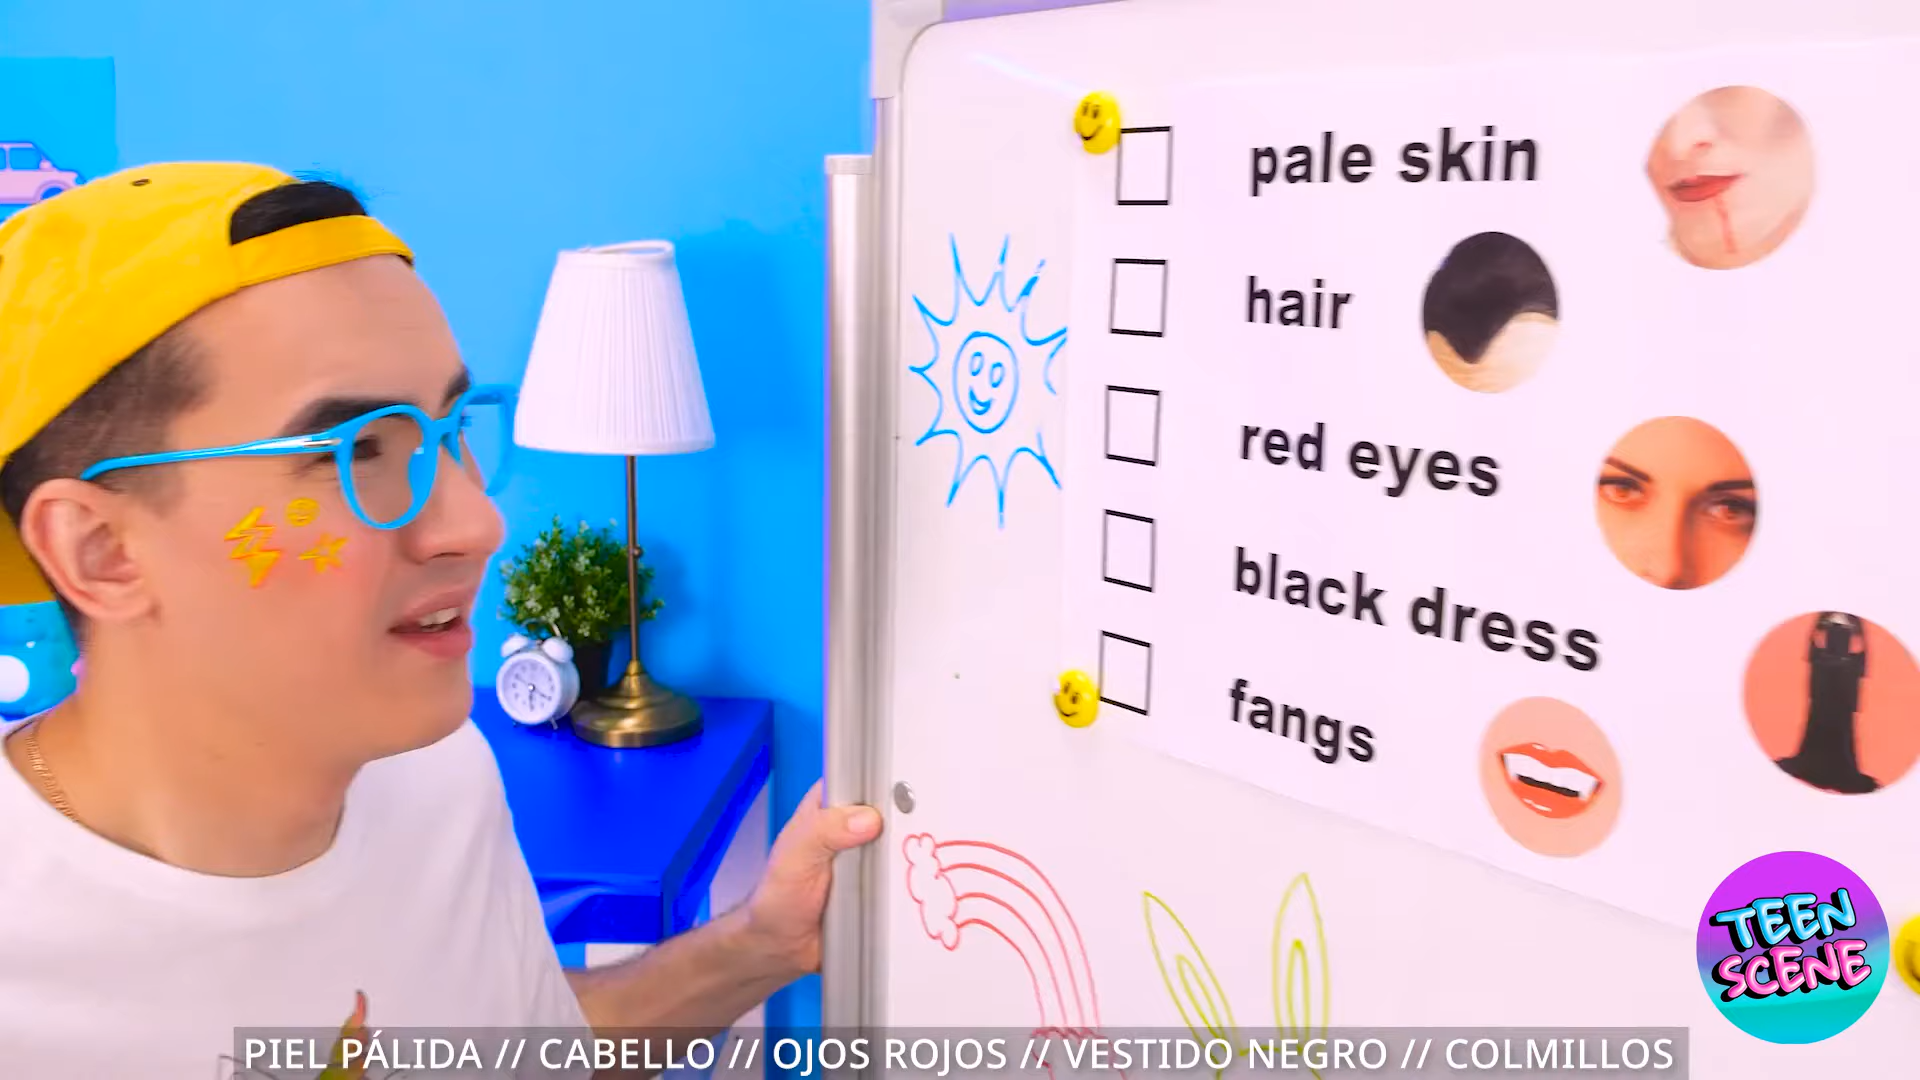 pale skin
hair
red eyes
black dress
fangs
TEEN
SCENE
PIEL PÁLIDA // CABELLO // OJOS ROJOS // VESTIDO NEGRO // COLMILLOS